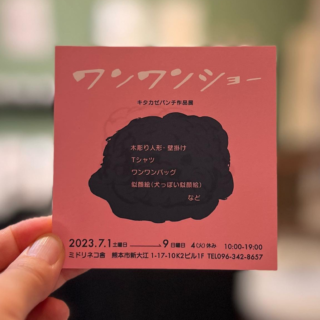 ワンワンショー
キタカゼパンチ作品展
木彫り人形・壁掛け
Tシャツ
ワンワンバッグ
似顔絵(犬っぽい似顔絵)
など
2023.7.1土曜日 ― 9日曜日 4(火)休み 10:00-19:00
ミドリネコ舎 熊本市新大江 1-17-10K2ビル1F TEL096-342-8657